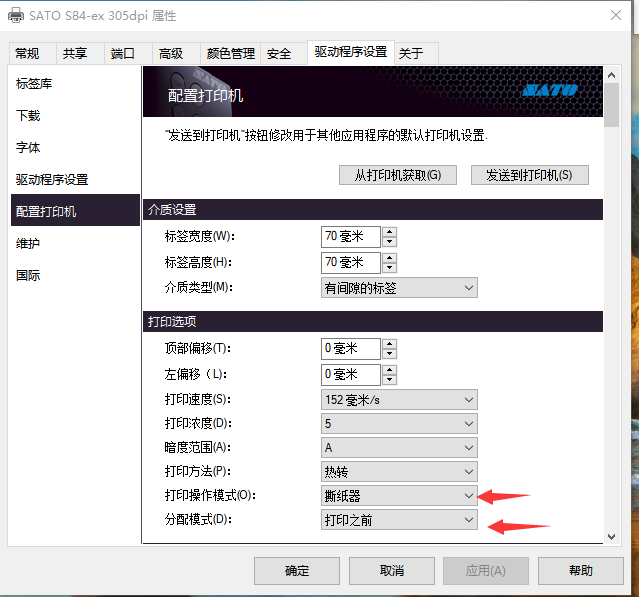 SATO S84-ex 305dpi 属性
常规 共享 端口 高级 颜色管理 安全 驱动程序设置 关于
标签库
下载
字体
驱动程序设置
配置打印机
维护
国际
配置打印机 SATO
"发送到打印机"按钮修改用于其他应用程序的默认打印机设置.
从打印机获取(G) 发送到打印机(S)
介质设置
标签宽度(W): 70 毫米
标签高度(H): 70 毫米
介质类型(M): 有间隙的标签
打印选项
顶部偏移(T): 0 毫米
左偏移（L): 0 毫米
打印速度(S): 152 毫米/s
打印浓度(D): 5
暗度范围(A): A
打印方法(P): 热转
打印操作模式(O): 撕纸器
分配模式(D): 打印之前
确定 取消 应用(A) 帮助